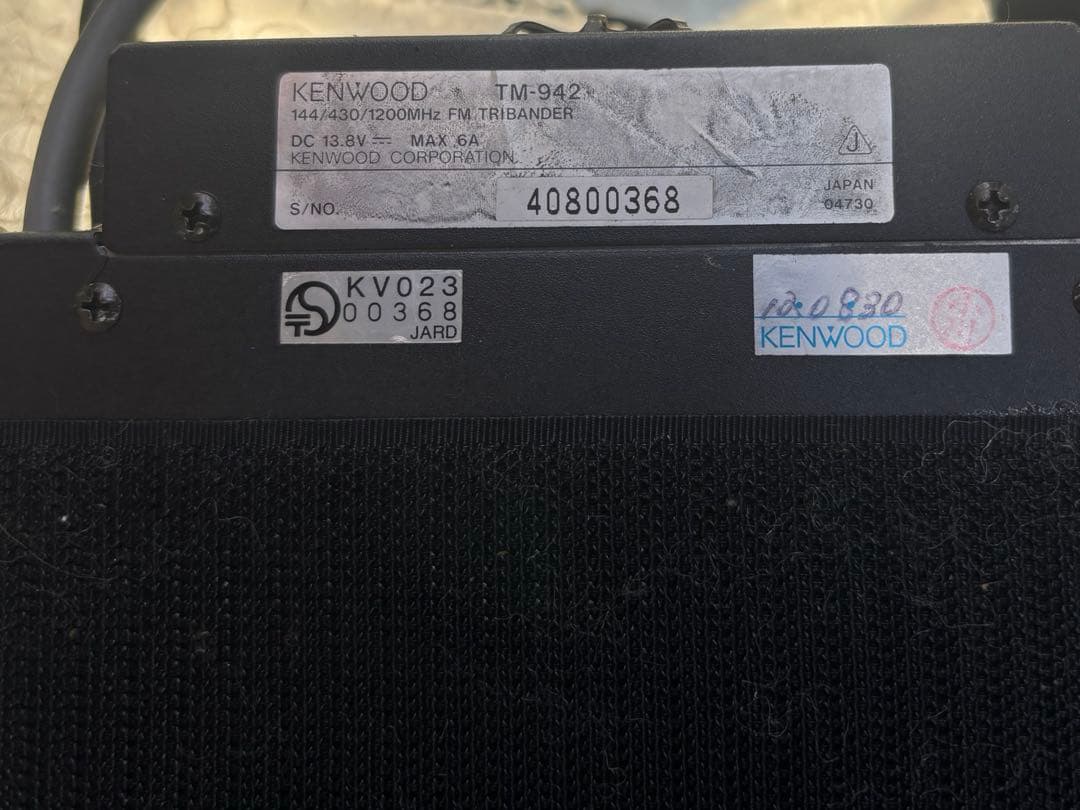 KENWOOD TM-942
144/430/1200MHz FM TRIBANDER
DC 13.8V MAX 6A
KENWOOD CORPORATION
S/NO. 40800368
J
JAPAN
04730
KV023
00368
T
JARD
KENWOOD